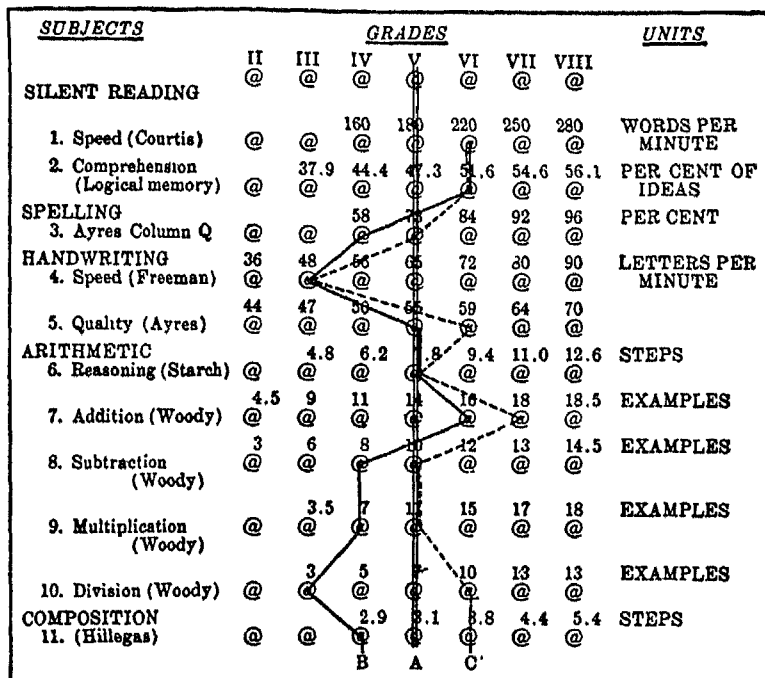 SUBJECTS GRADES UNITS
II III IV V VI VII VIII
@ @ @ @ @ @ @
SILENT READING
160 180 220 250 280 WORDS PER
1. Speed (Courtis) @ @ @ @ @ @ @ MINUTE
2. Comprehension 37.9 44.4 47.3 51.6 54.6 56.1 PER CENT OF
(Logical memory) @ @ @ @ @ @ @ IDEAS
SPELLING 58 84 92 96 PER CENT
3. Ayres Column Q @ @ @ @ @ @ @
HANDWRITING 36 48 56 65 72 80 90 LETTERS PER
4. Speed (Freeman) @ @ @ @ @ @ @ MINUTE
44 47 50 55 59 64 70
5. Quality (Ayres) @ @ @ @ @ @ @
ARITHMETIC 4.8 6.2 .8 9.4 11.0 12.6 STEPS
6. Reasoning (Starch) @ @ @ @ @ @ @
4.5 9 11 14 16 18 18.5 EXAMPLES
7. Addition (Woody) @ @ @ @ @ @ @
3 6 8 10 12 13 14.5 EXAMPLES
8. Subtraction @ @ @ @ @ @ @
(Woody)
3.5 7 11 15 17 18 EXAMPLES
9. Multiplication @ @ @ @ @ @ @
(Woody)
3 5 10 13 13 EXAMPLES
10. Division (Woody) @ @ @ @ @ @ @
COMPOSITION 2.9 3.1 3.8 4.4 5.4 STEPS
11. (Hillegas) @ @ @ @ @ @ @
B A C